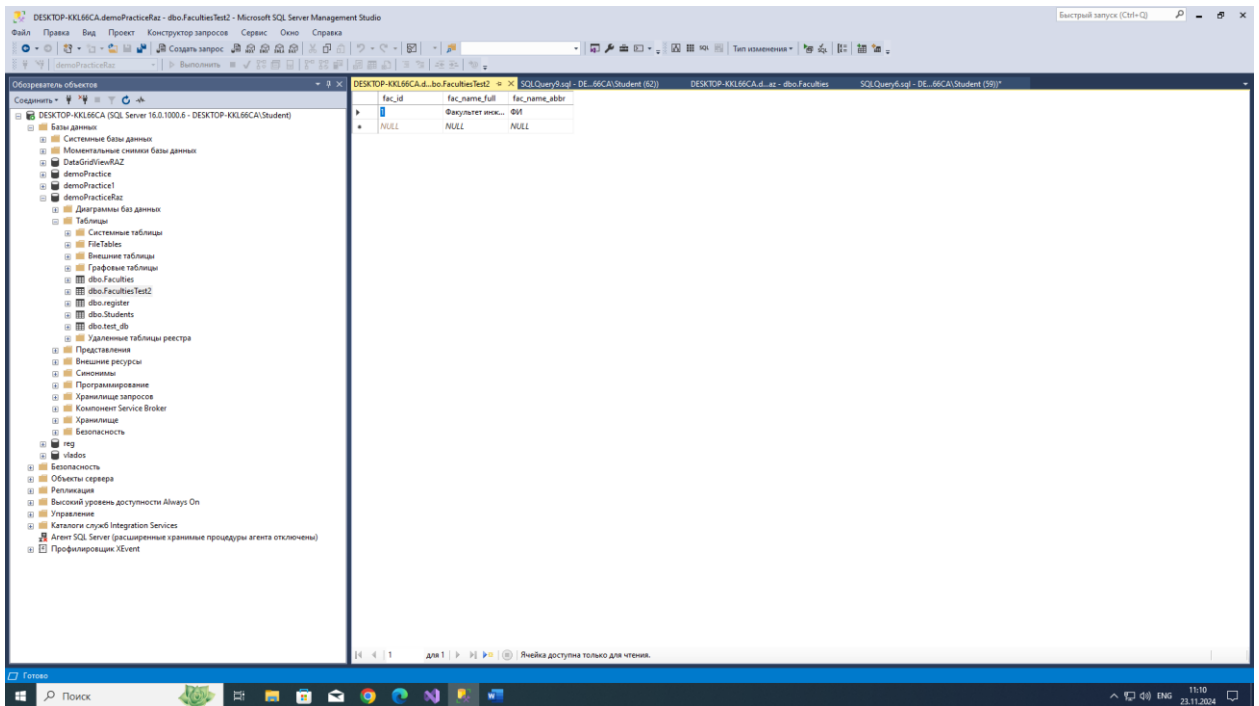 DESKTOP-KKL66CA.demoPracticeRaz - dbo.FacultiesTest2 - Microsoft SQL Server Management Studio
Быстрый запуск (Ctrl+Q)
Файл Правка Вид Проект Конструктор запросов Сервис Окно Справка
Создать запрос
Тип изменения
demoPracticeRaz
Выполнить
Обозреватель объектов
DESKTOP-KKL66CA.d...bo.FacultiesTest2
SQLQuery9.sql - DE...66CA\Student (62))
DESKTOP-KKL66CA.d...az - dbo.Faculties
SQLQuery6.sql - DE...66CA\Student (59))*
Соединить
fac_id fac_name_full fac_name_abbr
1 Факультет инж... ФИ
NULL NULL NULL
DESKTOP-KKL66CA (SQL Server 16.0.1000.6 - DESKTOP-KKL66CA\Student)
Базы данных
Системные базы данных
Моментальные снимки базы данных
DataGridViewRAZ
demoPractice
demoPractice1
demoPracticeRaz
Диаграммы баз данных
Таблицы
Системные таблицы
FileTables
Внешние таблицы
Графовые таблицы
dbo.Faculties
dbo.FacultiesTest2
dbo.register
dbo.Students
dbo.test_db
Удаленные таблицы реестра
Представления
Внешние ресурсы
Синонимы
Программирование
Хранилище запросов
Компонент Service Broker
Хранилище
Безопасность
reg
vlados
Безопасность
Объекты сервера
Репликация
Высокий уровень доступности Always On
Управление
Каталоги служб Integration Services
Агент SQL Server (расширенные хранимые процедуры агента отключены)
Профилировщик XEvent
1 для 1 Ячейка доступна только для чтения.
Готово
Поиск
ENG
11:10
23.11.2024